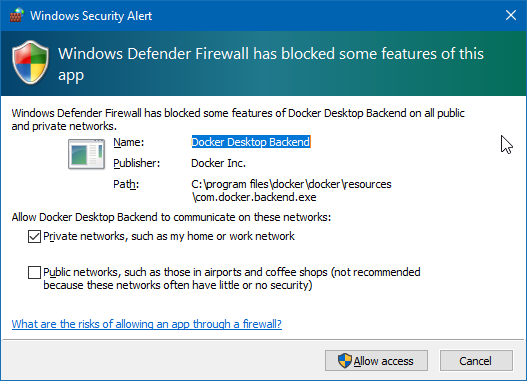 Windows Security Alert
Windows Defender Firewall has blocked some features of this
app
Windows Defender Firewall has blocked some features of Docker Desktop Backend on all public
and private networks.
Name: Docker Desktop Backend
Publisher: Docker Inc.
Path: C:\program files\docker\docker\resources
\com.docker.backend.exe
Allow Docker Desktop Backend to communicate on these networks:
Private networks, such as my home or work network
Public networks, such as those in airports and coffee shops (not recommended
because these networks often have little or no security)
What are the risks of allowing an app through a firewall?
Allow access Cancel